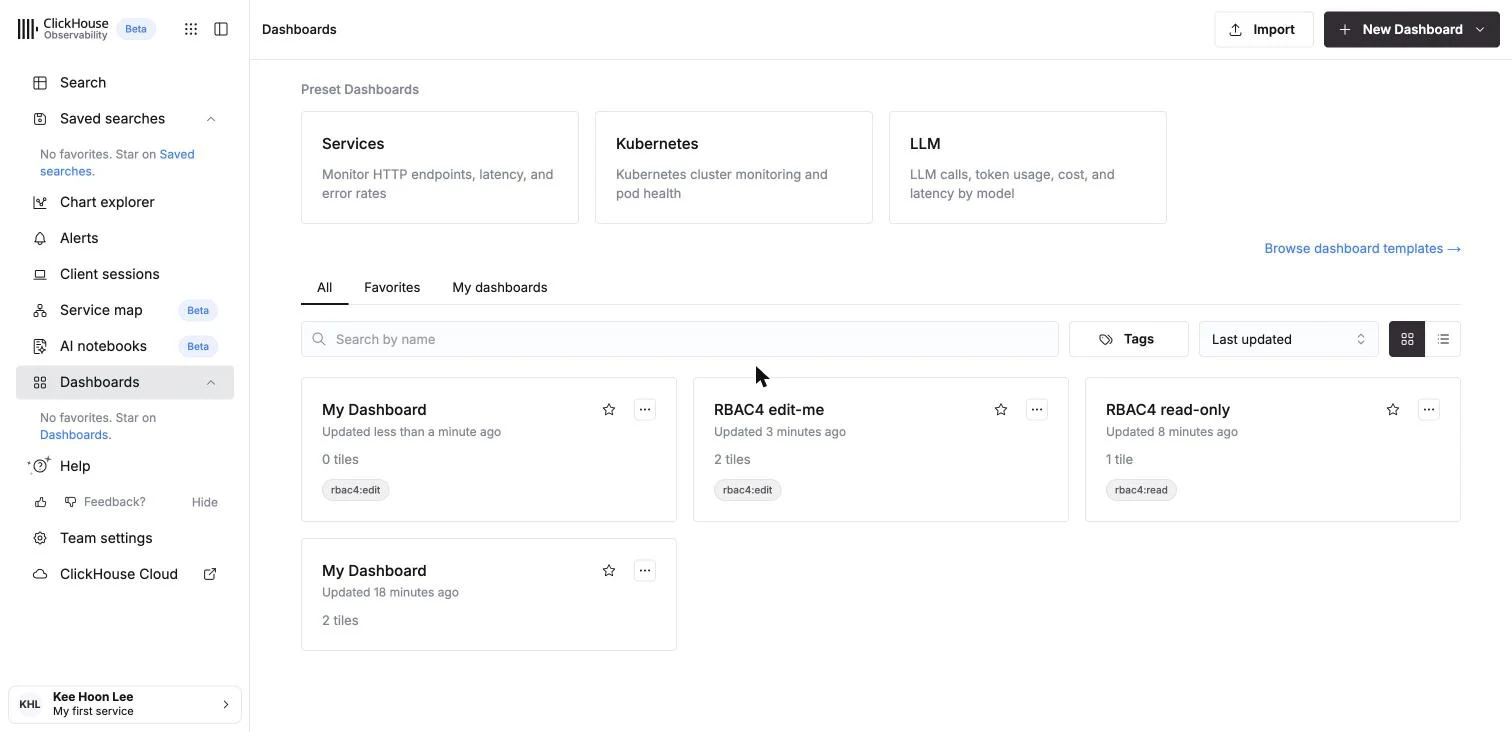 ClickHouse
Observability
Beta
Search
Saved searches
No favorites. Star on Saved
searches.
Chart explorer
Alerts
Client sessions
Service map
Beta
AI notebooks
Beta
Dashboards
No favorites. Star on
Dashboards.
Help
Feedback?
Hide
Team settings
ClickHouse Cloud
KHL
Kee Hoon Lee
My first service
Dashboards
Import
New Dashboard
Preset Dashboards
Services
Monitor HTTP endpoints, latency, and
error rates
Kubernetes
Kubernetes cluster monitoring and
pod health
LLM
LLM calls, token usage, cost, and
latency by model
Browse dashboard templates →
All
Favorites
My dashboards
Search by name
Tags
Last updated
My Dashboard
Updated less than a minute ago
0 tiles
rbac4:edit
RBAC4 edit-me
Updated 3 minutes ago
2 tiles
rbac4:edit
RBAC4 read-only
Updated 8 minutes ago
1 tile
rbac4:read
My Dashboard
Updated 18 minutes ago
2 tiles